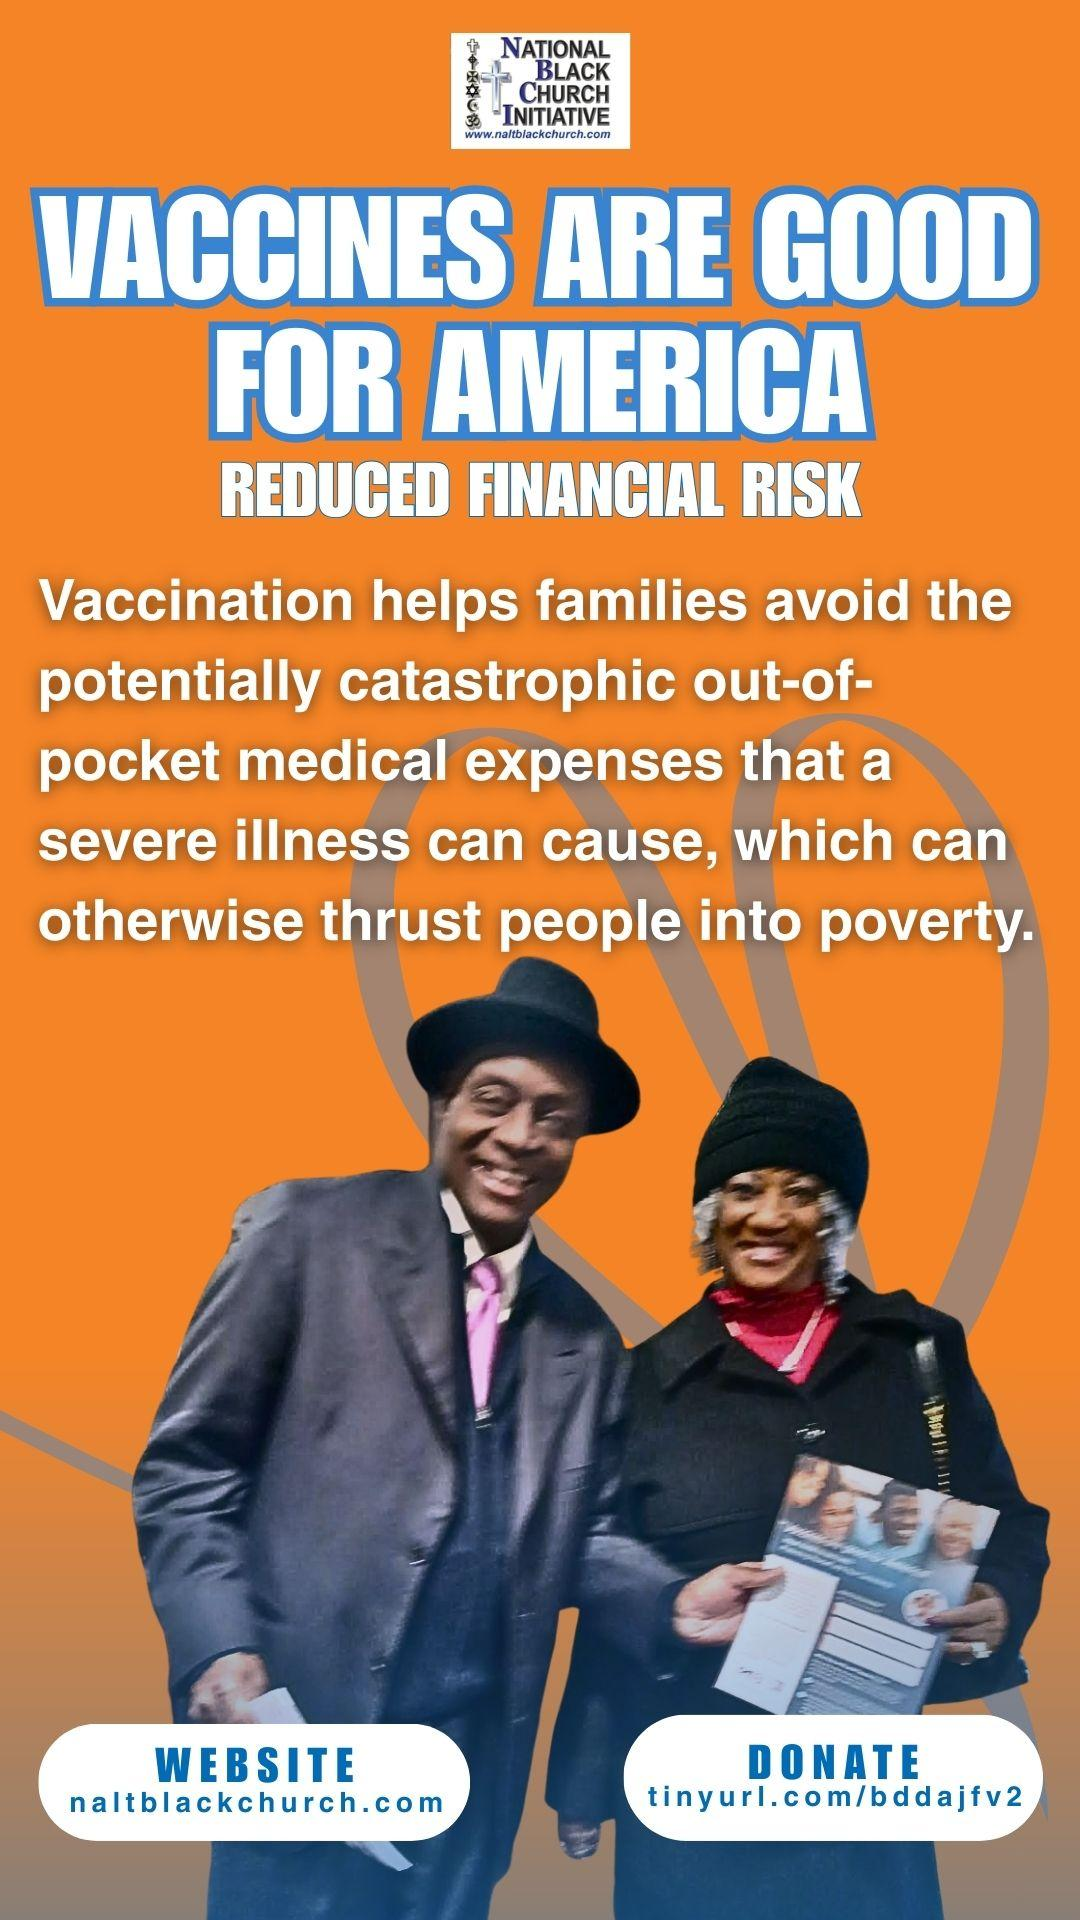 NATIONAL
BLACK
CHURCH
INITIATIVE
www.naltblackchurch.com
VACCINES ARE GOOD
FOR AMERICA
REDUCED FINANCIAL RISK
Vaccination helps families avoid the
potentially catastrophic out-of-
pocket medical expenses that a
severe illness can cause, which can
otherwise thrust people into poverty.
WEBSITE
naltblackchurch.com
DONATE
tinyurl.com/bddajfv2